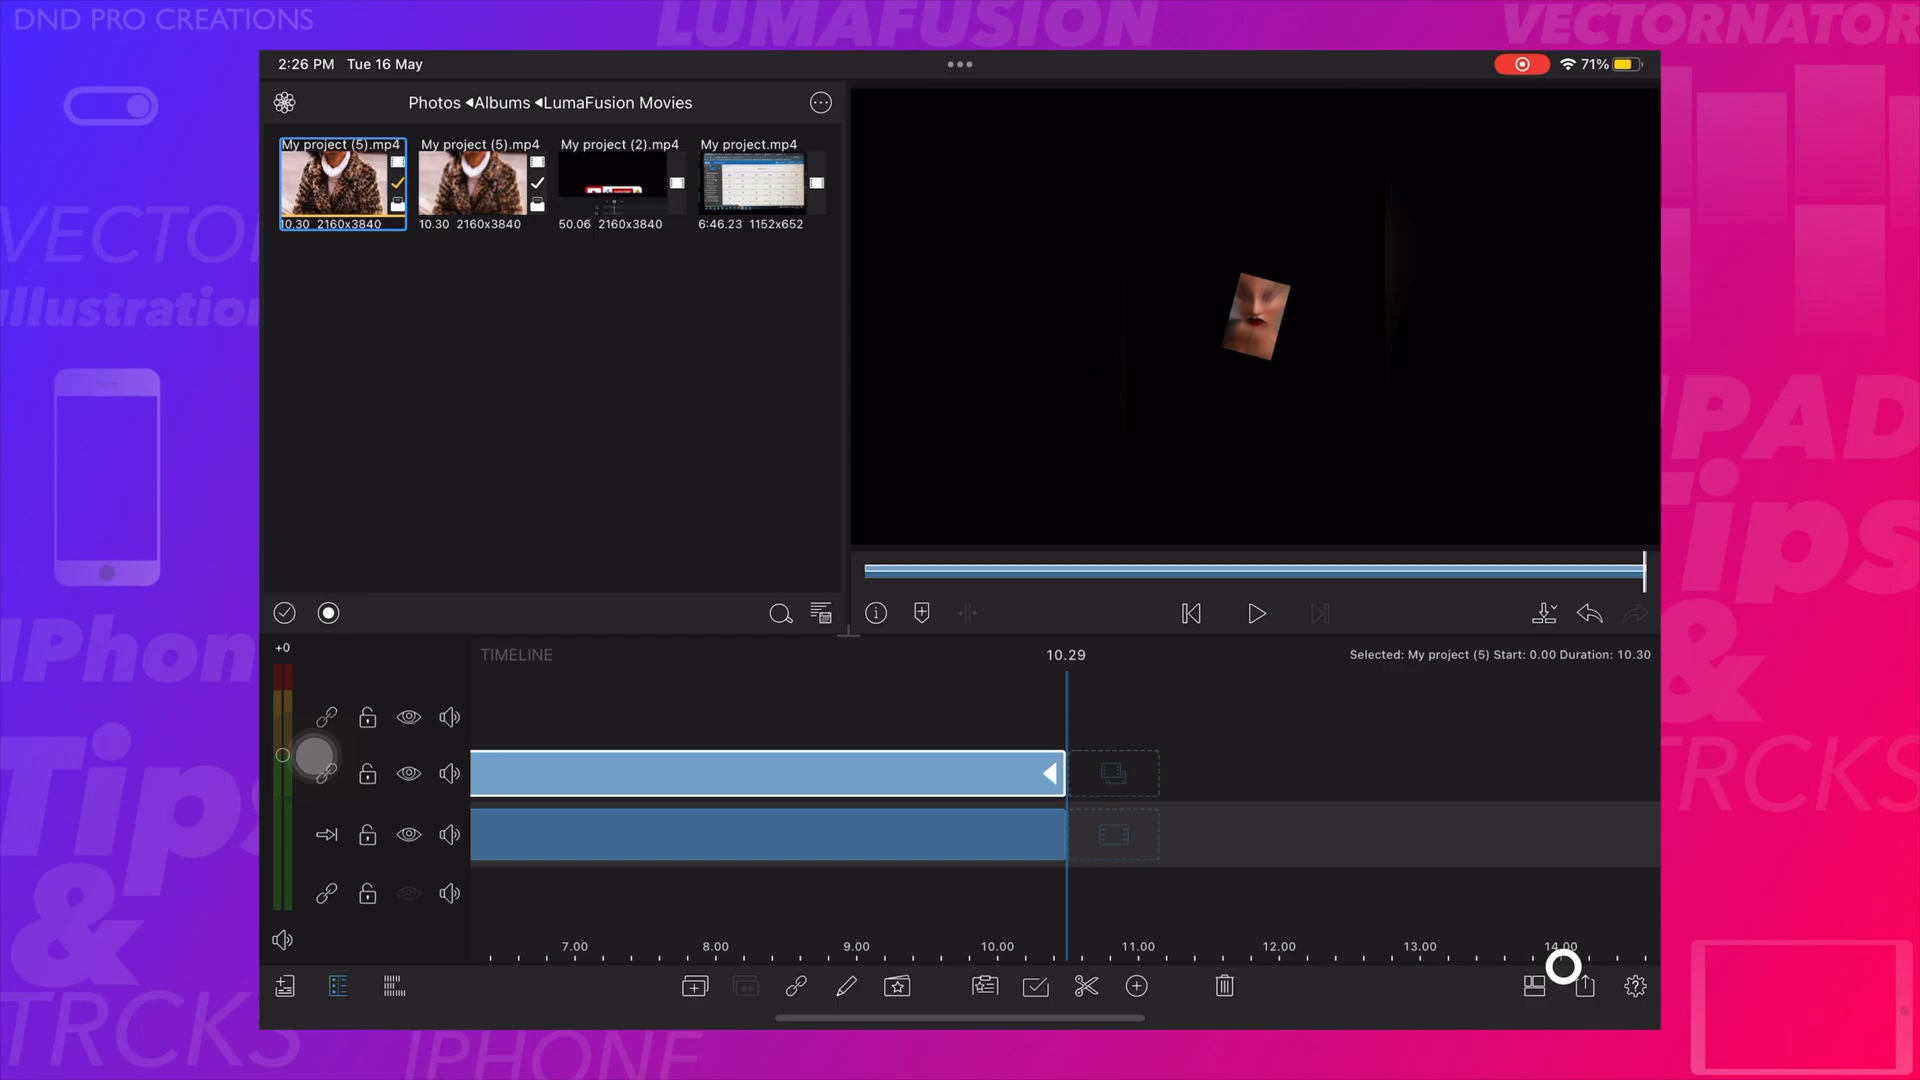 DND PRO CREATIONS
LUMAFUSION
VECTORNATOR
2:26 PM Tue 16 May
71%
Photos ◀Albums ◀LumaFusion Movies
My project (5).mp4
My project (5).mp4
My project (2).mp4
My project.mp4
10.30 2160x3840
10.30 2160x3840
50.06 2160x3840
6:46.23 1152x652
VECTO
Illustration
IPAD
Tips
&
TRCKS
IPhon
Tips
&
TRCKS
IPHONE
+0
TIMELINE
10.29
Selected: My project (5) Start: 0.00 Duration: 10.30
7.00
8.00
9.00
10.00
11.00
12.00
13.00
14.00